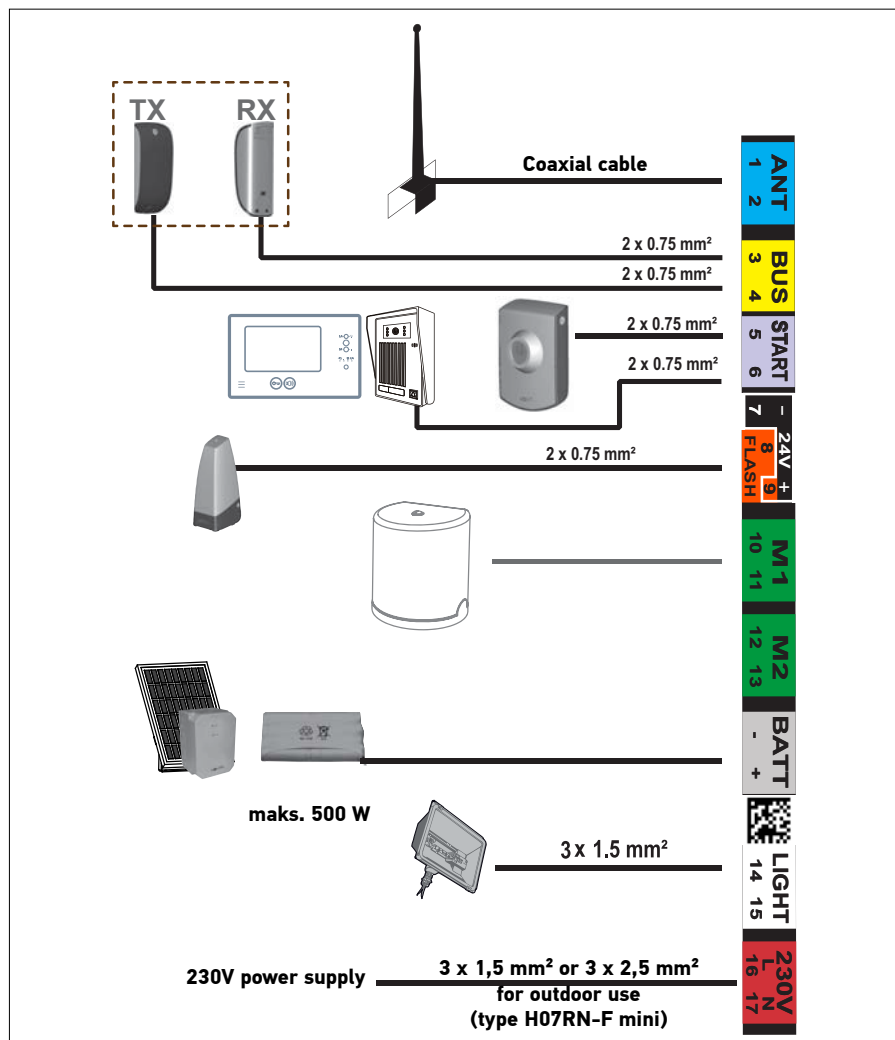 TX RX
Coaxial cable
ANT
1 2
2 x 0.75 mm²
2 x 0.75 mm²
BUS
3 4
2 x 0.75 mm²
2 x 0.75 mm²
START
5 6
2 x 0.75 mm²
- 24V +
7 8 9
FLASH
M1
10 11
M2
12 13
BATT
- +
maks. 500 W
3 x 1.5 mm²
LIGHT
14 15
230V power supply
3 x 1,5 mm² or 3 x 2,5 mm²
for outdoor use
(type H07RN-F mini)
230V
L N
16 17